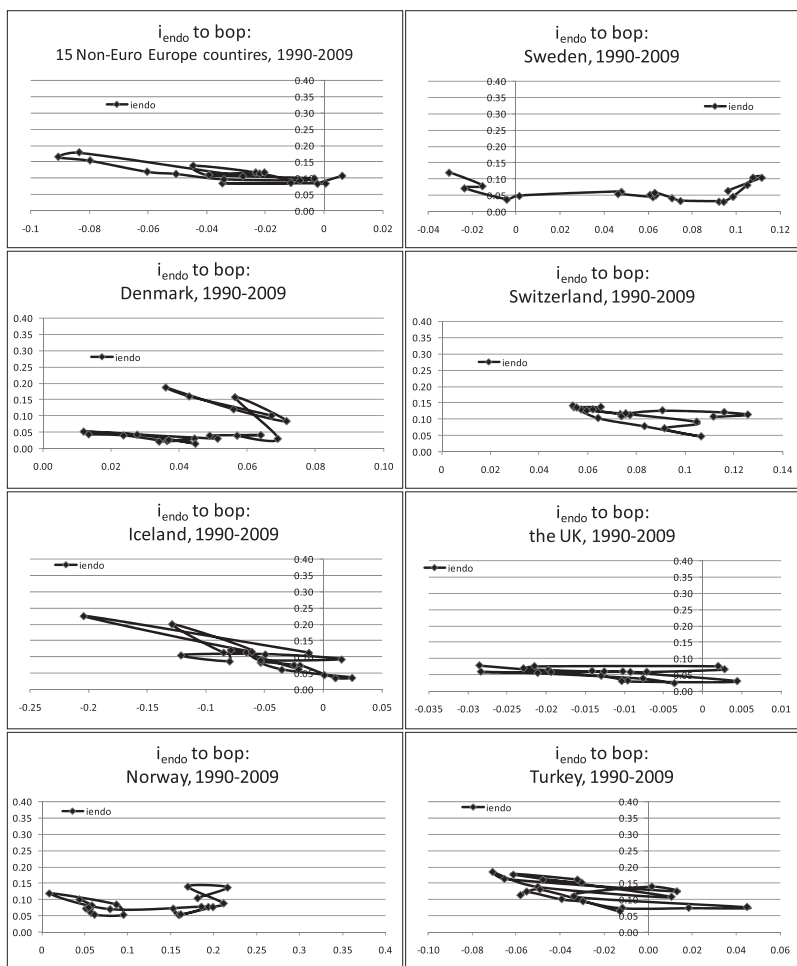 iendo to bop:
15 Non-Euro Europe countires, 1990-2009
0.40
0.35
0.30
0.25
0.20
0.15
0.10
0.05
0.00
iendo
-0.1 -0.08 -0.06 -0.04 -0.02 0 0.02
iendo to bop:
Sweden, 1990-2009
0.40
0.35
0.30
0.25
0.20
0.15
0.10
0.05
0.00
iendo
-0.04 -0.02 0 0.02 0.04 0.06 0.08 0.1 0.12
iendo to bop:
Denmark, 1990-2009
0.40
0.35
0.30
0.25
0.20
0.15
0.10
0.05
0.00
iendo
0.00 0.02 0.04 0.06 0.08 0.10
iendo to bop:
Switzerland, 1990-2009
0.40
0.35
0.30
0.25
0.20
0.15
0.10
0.05
0.00
iendo
0 0.02 0.04 0.06 0.08 0.1 0.12 0.14
iendo to bop:
Iceland, 1990-2009
0.40
0.35
0.30
0.25
0.20
0.15
0.10
0.05
0.00
iendo
-0.25 -0.2 -0.15 -0.1 -0.05 0 0.05
iendo to bop:
the UK, 1990-2009
0.40
0.35
0.30
0.25
0.20
0.15
0.10
0.05
0.00
iendo
-0.035 -0.03 -0.025 -0.02 -0.015 -0.01 -0.005 0 0.005 0.01
iendo to bop:
Norway, 1990-2009
0.40
0.35
0.30
0.25
0.20
0.15
0.10
0.05
0.00
iendo
0 0.05 0.1 0.15 0.2 0.25 0.3 0.35 0.4
iendo to bop:
Turkey, 1990-2009
0.40
0.35
0.30
0.25
0.20
0.15
0.10
0.05
0.00
iendo
-0.10 -0.08 -0.06 -0.04 -0.02 0.00 0.02 0.04 0.06